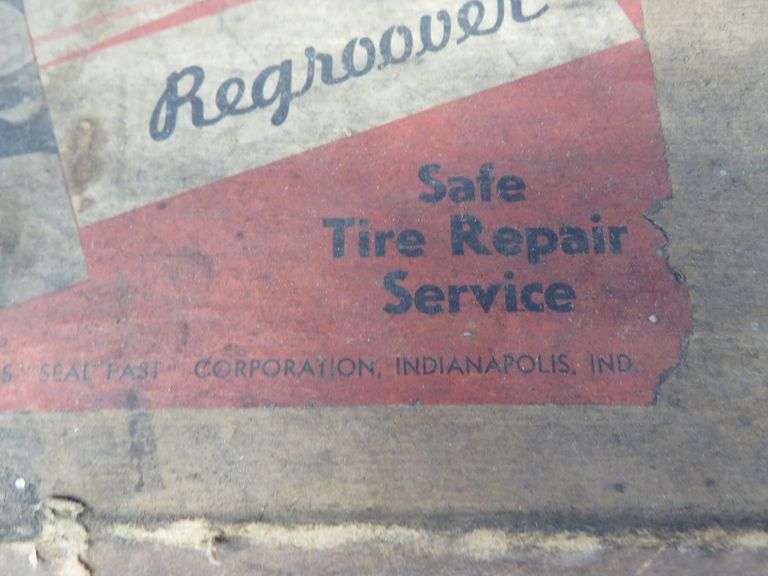 Regroover
Safe
Tire Repair
Service
"SEAL FAST" CORPORATION, INDIANAPOLIS, IND.